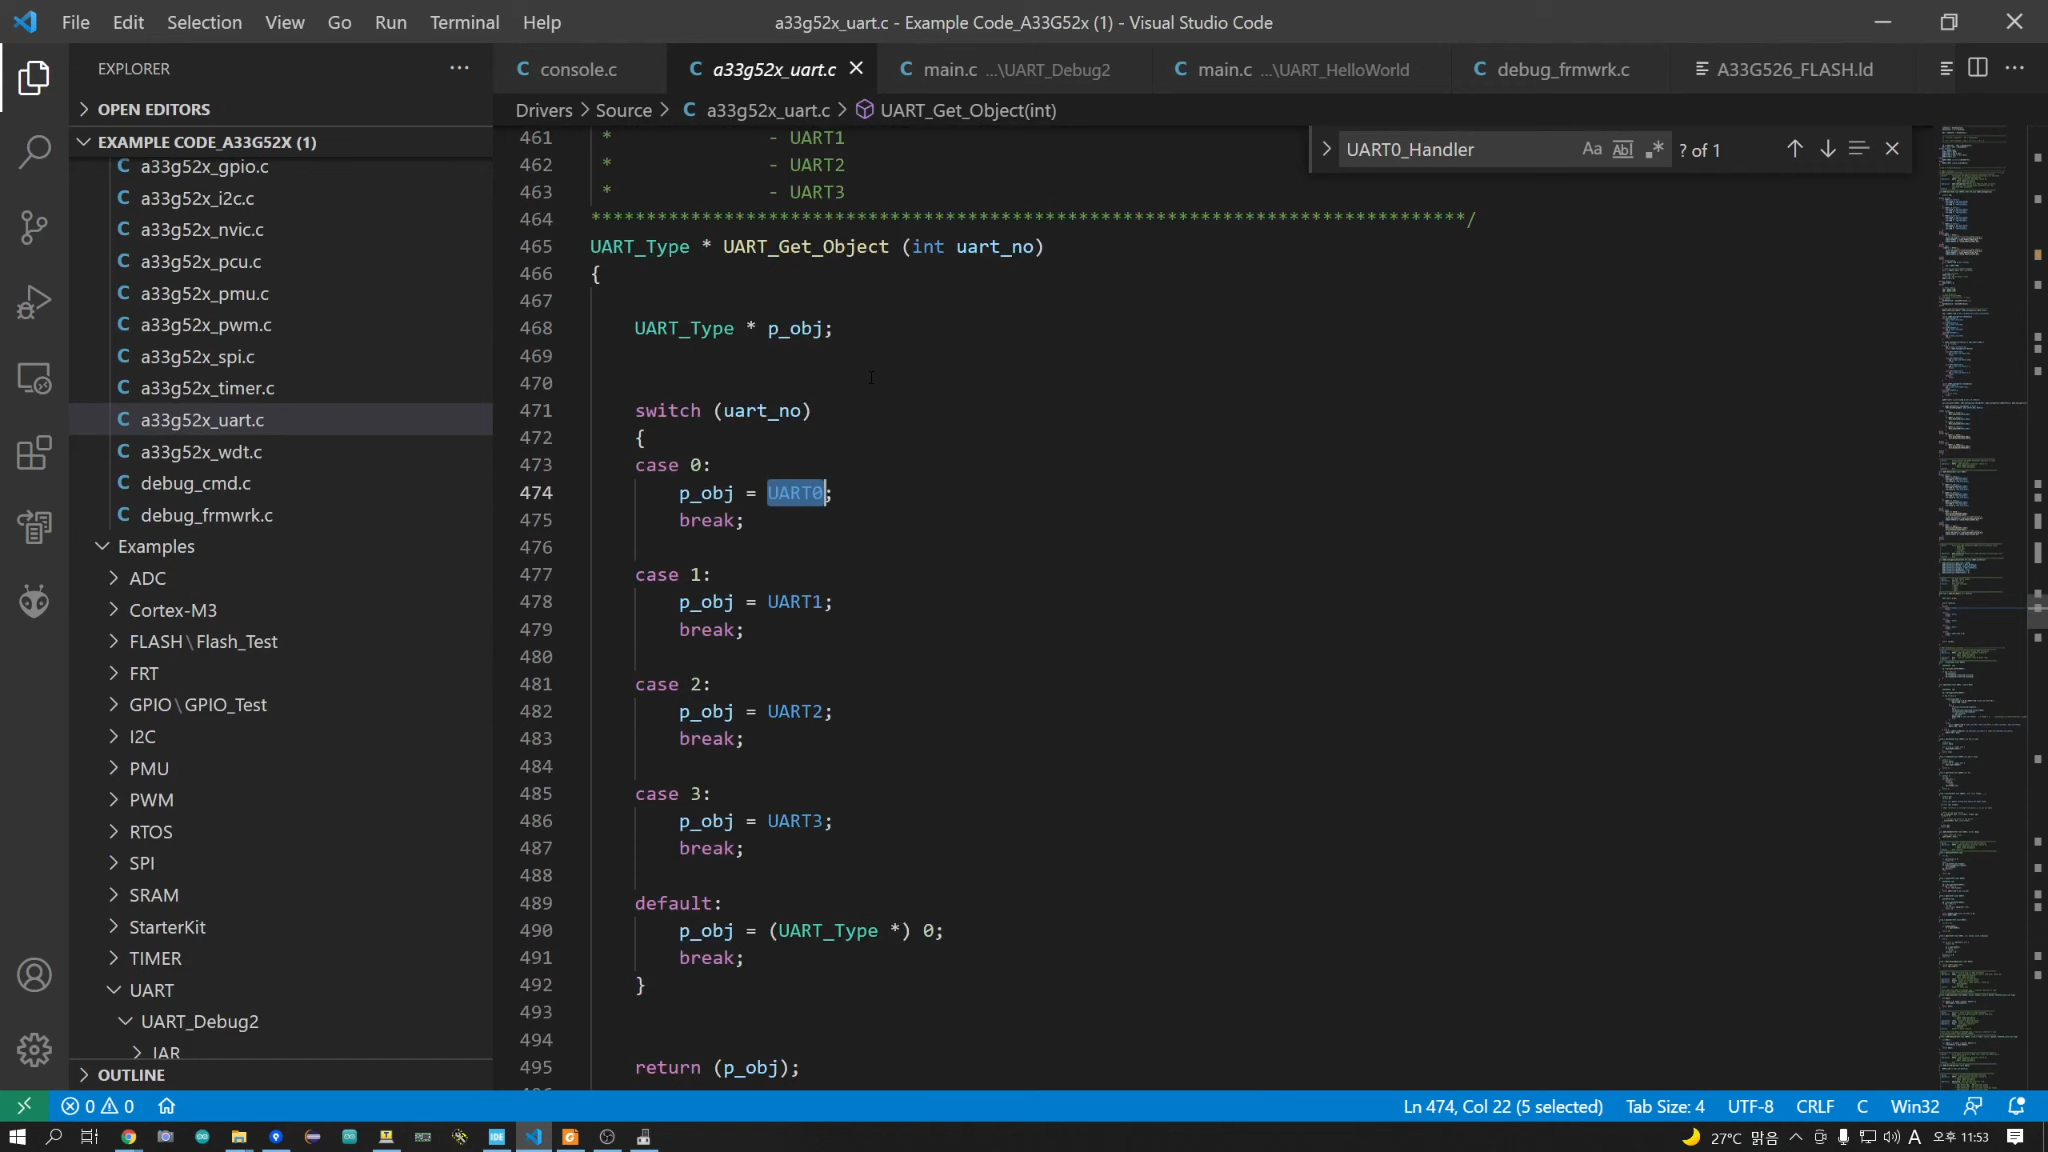 File Edit Selection View Go Run Terminal Help a33g52x_uart.c - Example Code_A33G52x (1) - Visual Studio Code
EXPLORER
OPEN EDITORS
EXAMPLE CODE_A33G52X (1)
a33g52x_gpio.c
a33g52x_i2c.c
a33g52x_nvic.c
a33g52x_pcu.c
a33g52x_pmu.c
a33g52x_pwm.c
a33g52x_spi.c
a33g52x_timer.c
a33g52x_uart.c
a33g52x_wdt.c
debug_cmd.c
debug_frmwrk.c
Examples
ADC
Cortex-M3
FLASH\Flash_Test
FRT
GPIO\GPIO_Test
I2C
PMU
PWM
RTOS
SPI
SRAM
StarterKit
TIMER
UART
UART_Debug2
IAR
OUTLINE
console.c a33g52x_uart.c main.c ...\UART_Debug2 main.c ...\UART_HelloWorld debug_frmwrk.c A33G526_FLASH.ld
Drivers > Source > a33g52x_uart.c > UART_Get_Object(int)
UART0_Handler Aa Abl ? of 1
461 * - UART1
462 * - UART2
463 * - UART3
464 *******************************************************************************/
465 UART_Type * UART_Get_Object (int uart_no)
466 {
467
468 UART_Type * p_obj;
469
470
471 switch (uart_no)
472 {
473 case 0:
474 p_obj = UART0;
475 break;
476
477 case 1:
478 p_obj = UART1;
479 break;
480
481 case 2:
482 p_obj = UART2;
483 break;
484
485 case 3:
486 p_obj = UART3;
487 break;
488
489 default:
490 p_obj = (UART_Type *) 0;
491 break;
492 }
493
494
495 return (p_obj);
0 0 Ln 474, Col 22 (5 selected) Tab Size: 4 UTF-8 CRLF C Win32
IDE 27°C 맑음 A 오후 11:53